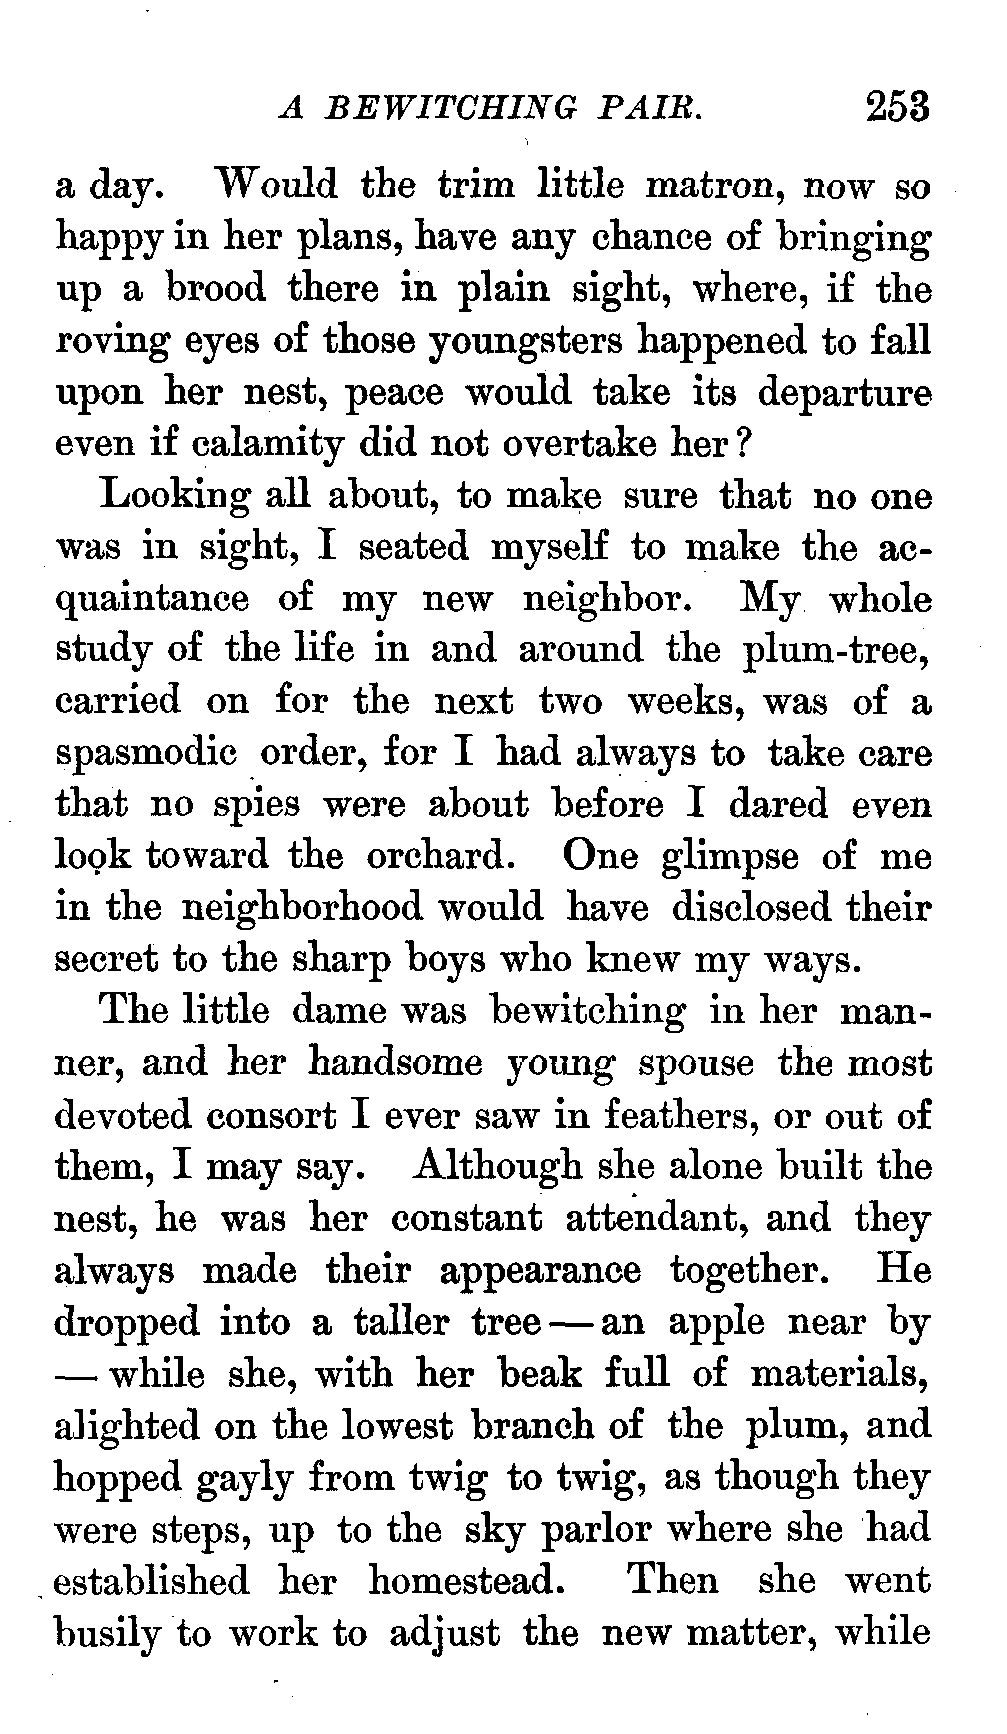 A BEWITCHING PAIR. 253
a day. Would the trim little matron, now so
happy in her plans, have any chance of bringing
up a brood there in plain sight, where, if the
roving eyes of those youngsters happened to fall
upon her nest, peace would take its departure
even if calamity did not overtake her?
Looking all about, to make sure that no one
was in sight, I seated myself to make the ac-
quaintance of my new neighbor. My whole
study of the life in and around the plum-tree,
carried on for the next two weeks, was of a
spasmodic order, for I had always to take care
that no spies were about before I dared even
look toward the orchard. One glimpse of me
in the neighborhood would have disclosed their
secret to the sharp boys who knew my ways.
The little dame was bewitching in her man-
ner, and her handsome young spouse the most
devoted consort I ever saw in feathers, or out of
them, I may say. Although she alone built the
nest, he was her constant attendant, and they
always made their appearance together. He
dropped into a taller tree — an apple near by
— while she, with her beak full of materials,
alighted on the lowest branch of the plum, and
hopped gayly from twig to twig, as though they
were steps, up to the sky parlor where she had
established her homestead. Then she went
busily to work to adjust the new matter, while